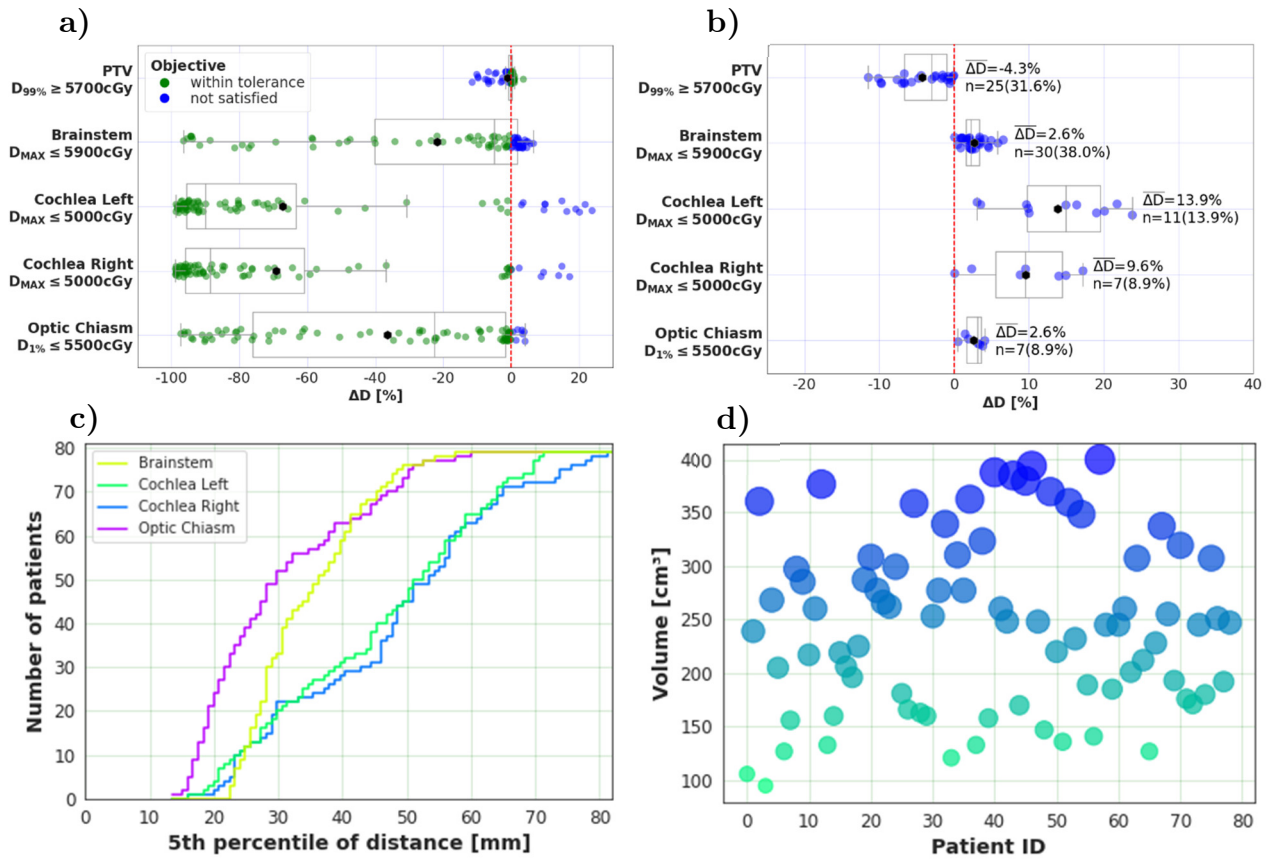 a)
Objective
within tolerance
not satisfied
PTV
D99% ≥ 5700cGy
Brainstem
DMAX ≤ 5900cGy
Cochlea Left
DMAX ≤ 5000cGy
Cochlea Right
DMAX ≤ 5000cGy
Optic Chiasm
D1% ≤ 5500cGy
-100 -80 -60 -40 -20 0 20
ΔD [%]
b)
PTV
D99% ≥ 5700cGy
Brainstem
DMAX ≤ 5900cGy
Cochlea Left
DMAX ≤ 5000cGy
Cochlea Right
DMAX ≤ 5000cGy
Optic Chiasm
D1% ≤ 5500cGy
ΔD=-4.3%
n=25(31.6%)
ΔD=2.6%
n=30(38.0%)
ΔD=13.9%
n=11(13.9%)
ΔD=9.6%
n=7(8.9%)
ΔD=2.6%
n=7(8.9%)
-20 -10 0 10 20 30 40
ΔD [%]
c)
Brainstem
Cochlea Left
Cochlea Right
Optic Chiasm
Number of patients
80
70
60
50
40
30
20
10
0
0 10 20 30 40 50 60 70 80
5th percentile of distance [mm]
d)
Volume [cm³]
400
350
300
250
200
150
100
0 10 20 30 40 50 60 70 80
Patient ID